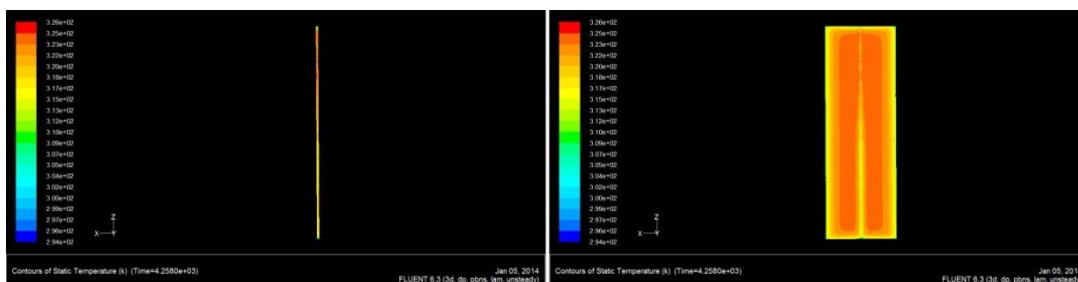 3.26e+02
3.25e+02
3.23e+02
3.22e+02
3.20e+02
3.18e+02
3.17e+02
3.15e+02
3.13e+02
3.12e+02
3.10e+02
3.08e+02
3.07e+02
3.05e+02
3.04e+02
3.02e+02
3.00e+02
2.99e+02
2.97e+02
2.96e+02
2.94e+02
Z
X Y
Contours of Static Temperature (k) (Time=4.2580e+03)
Jan 05, 2014
FLUENT 6.3 (3d, dp, pbns, lam, unsteady)
3.26e+02
3.25e+02
3.23e+02
3.22e+02
3.20e+02
3.18e+02
3.17e+02
3.15e+02
3.13e+02
3.12e+02
3.10e+02
3.08e+02
3.07e+02
3.05e+02
3.04e+02
3.02e+02
3.00e+02
2.99e+02
2.97e+02
2.96e+02
2.94e+02
Z
X Y
Contours of Static Temperature (k) (Time=4.2580e+03)
Jan 05, 201
FLUENT 6.3 (3d, dp, pbns, lam, unsteady)